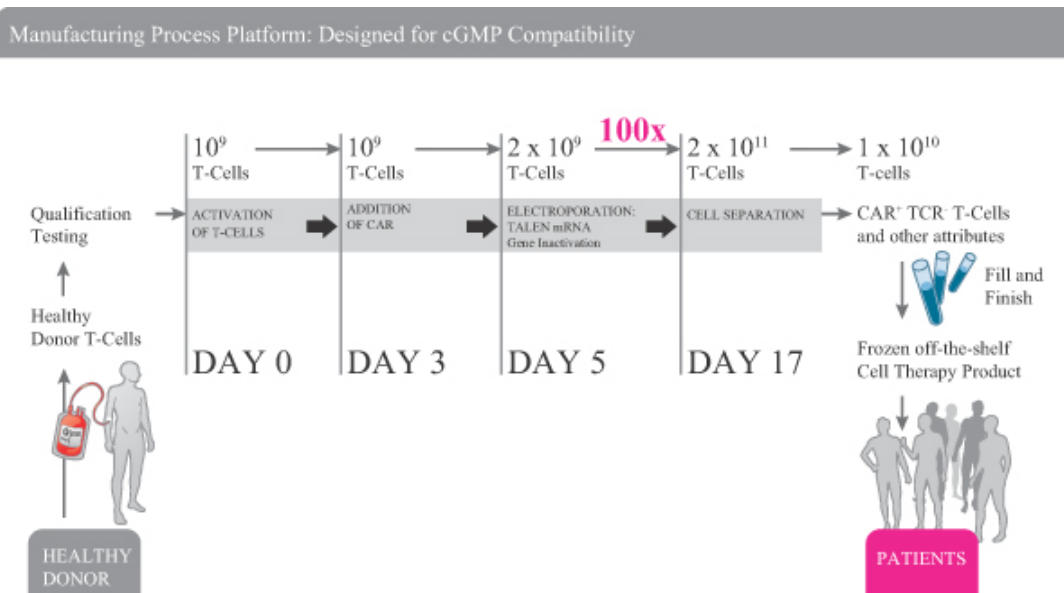 Manufacturing Process Platform: Designed for cGMP Compatibility
100x
10⁹
T-Cells
10⁹
T-Cells
2 x 10⁹
T-Cells
2 x 10¹¹
T-Cells
1 x 10¹⁰
T-cells
Qualification
Testing
ACTIVATION
OF T-CELLS
ADDITION
OF CAR
ELECTROPORATION:
TALEN mRNA
Gene Inactivation
CELL SEPARATION
CAR⁺ TCR⁻ T-Cells
and other attributes
Fill and
Finish
Healthy
Donor T-Cells
DAY 0
DAY 3
DAY 5
DAY 17
Frozen off-the-shelf
Cell Therapy Product
HEALTHY
DONOR
PATIENTS